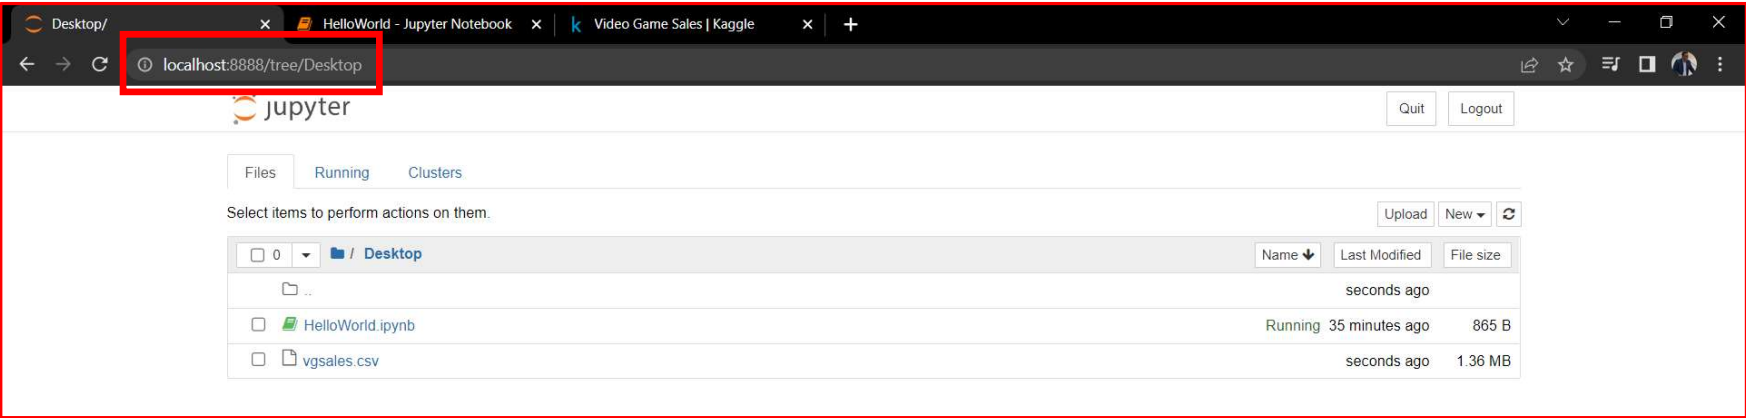 Desktop/
HelloWorld - Jupyter Notebook
k Video Game Sales | Kaggle
localhost:8888/tree/Desktop
jupyter
Quit Logout
Files Running Clusters
Select items to perform actions on them.
Upload New
0 / Desktop
Name Last Modified File size
.. seconds ago
HelloWorld.ipynb Running 35 minutes ago 865 B
vgsales.csv seconds ago 1.36 MB